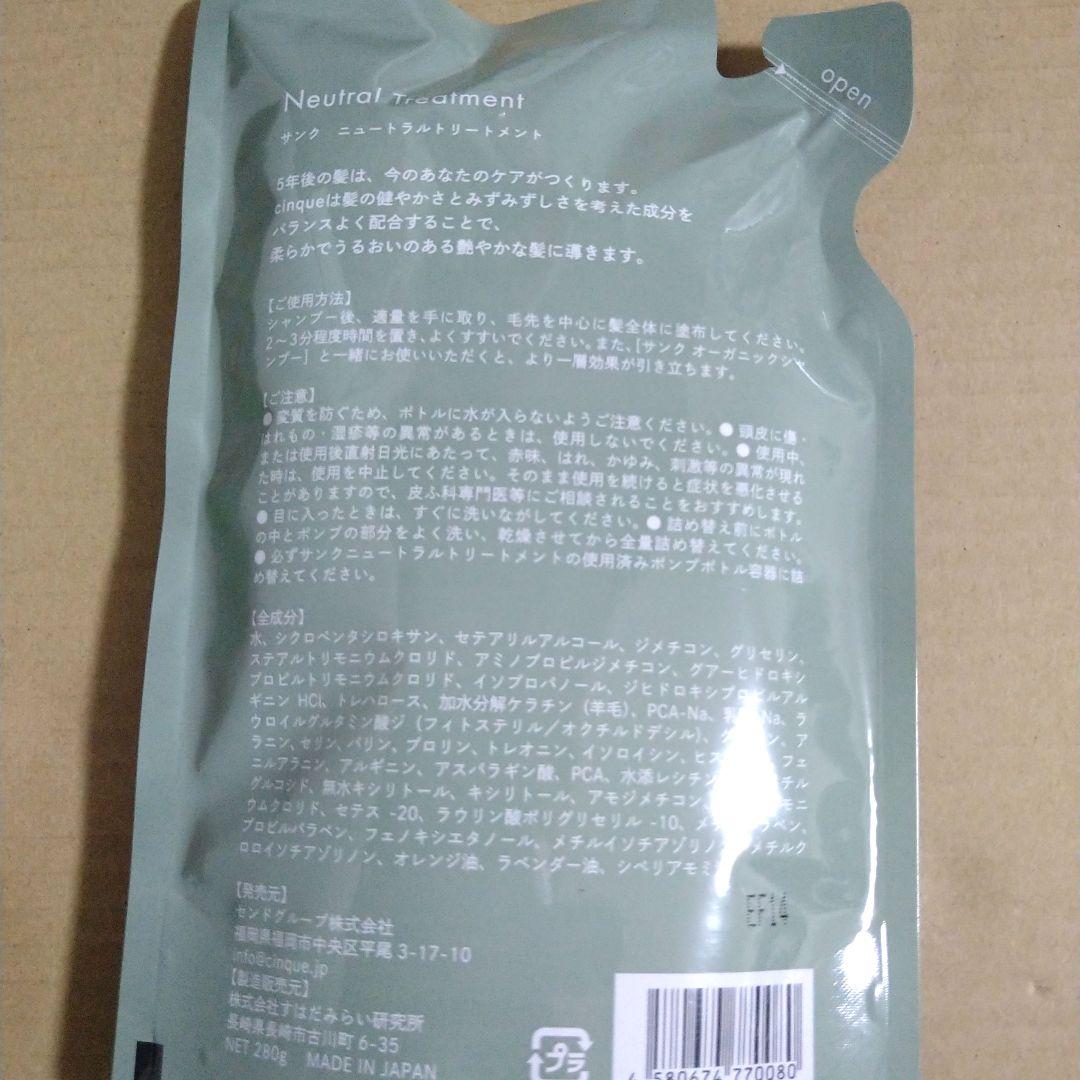 open
Neutral Treatment
サンク ニュートラルトリートメント
5年後の髪は、今のあなたのケアがつくります。
cinqueは髪の健やかさとみずみずしさを考えた成分を
バランスよく配合することで、
柔らかでうるおいのある艶やかな髪に導きます。
【ご使用方法】
シャンプー後、適量を手に取り、毛先を中心に髪全体に塗布してください。
2〜3分程度時間を置き、よくすすいでください。また、[サンク オーガニックシャ
ンプー] と一緒にお使いいただくと、より一層効果が引き立ちます。
【ご注意】
● 変質を防ぐため、ボトルに水が入らないようご注意ください。● 頭皮に傷・
はれもの・湿疹等の異常があるときは、使用しないでください。● 使用中、
または使用後直射日光にあたって、赤味、はれ、かゆみ、刺激等の異常が現れ
た時は、使用を中止してください。そのまま使用を続けると症状を悪化させる
ことがありますので、皮ふ科専門医等にご相談されることをおすすめします。
● 目に入ったときは、すぐに洗いながしてください。● 詰め替え前にボトル
の中とポンプの部分をよく洗い、乾燥させてから全量詰め替えてください。
● 必ずサンクニュートラルトリートメントの使用済みポンプボトル容器に詰
め替えてください。
【全成分】
水、シクロペンタシロキサン、セテアリルアルコール、ジメチコン、グリセリン、
ステアルトリモニウムクロリド、アミノプロピルジメチコン、グアーヒドロキシ
プロピルトリモニウムクロリド、イソプロパノール、ジヒドロキシプロピルアル
ギニン HCl、トレハロース、加水分解ケラチン（羊毛）、PCA-Na、乳 Na、ラ
ウロイルグルタミン酸ジ（フィトステリル／オクチルドデシル）、 ン、ア
ラニン、セリン、バリン、プロリン、トレオニン、イソロイシン、ヒス フェ
ニルアラニン、アルギニン、アスパラギン酸、PCA、水添レシチン チル
グルコシド、無水キシリトール、キシリトール、アモジメチコン、 モニ
ウムクロリド、セテス -20、ラウリン酸ポリグリセリル -10、メ ベン、
プロピルパラベン、フェノキシエタノール、メチルイソチアゾリノ メチルク
ロロイソチアゾリノン、オレンジ油、ラベンダー油、シベリアモミ
EF14
【発売元】
センドグループ株式会社
福岡県福岡市中央区平尾 3-17-10
info@cinque.jp
【製造販売元】
株式会社すはだみらい研究所
長崎県長崎市古川町 6-35
NET 280g MADE IN JAPAN
プラ
4 580674 770080